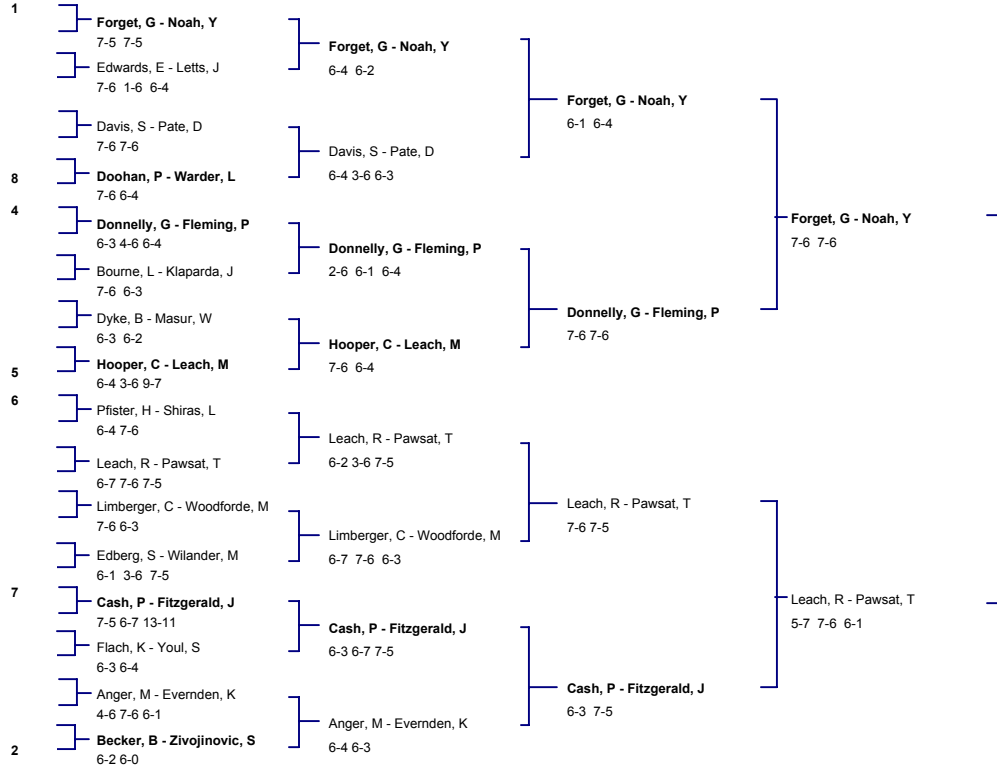 1
Forget, G - Noah, Y
7-5 7-5
Edwards, E - Letts, J
7-6 1-6 6-4
Davis, S - Pate, D
7-6 7-6
8
Doohan, P - Warder, L
7-6 6-4
4
Donnelly, G - Fleming, P
6-3 4-6 6-4
Bourne, L - Klaparda, J
7-6 6-3
Dyke, B - Masur, W
6-3 6-2
5
Hooper, C - Leach, M
6-4 3-6 9-7
6
Pfister, H - Shiras, L
6-4 7-6
Leach, R - Pawsat, T
6-7 7-6 7-5
Limberger, C - Woodforde, M
7-6 6-3
Edberg, S - Wilander, M
6-1 3-6 7-5
7
Cash, P - Fitzgerald, J
7-5 6-7 13-11
Flach, K - Youl, S
6-3 6-4
Anger, M - Evernden, K
4-6 7-6 6-1
2
Becker, B - Zivojinovic, S
6-2 6-0
Forget, G - Noah, Y
6-4 6-2
Davis, S - Pate, D
6-4 3-6 6-3
Donnelly, G - Fleming, P
2-6 6-1 6-4
Hooper, C - Leach, M
7-6 6-4
Leach, R - Pawsat, T
6-2 3-6 7-5
Limberger, C - Woodforde, M
6-7 7-6 6-3
Cash, P - Fitzgerald, J
6-3 6-7 7-5
Anger, M - Evernden, K
6-4 6-3
Forget, G - Noah, Y
6-1 6-4
Donnelly, G - Fleming, P
7-6 7-6
Leach, R - Pawsat, T
7-6 7-5
Cash, P - Fitzgerald, J
6-3 7-5
Forget, G - Noah, Y
7-6 7-6
Leach, R - Pawsat, T
5-7 7-6 6-1